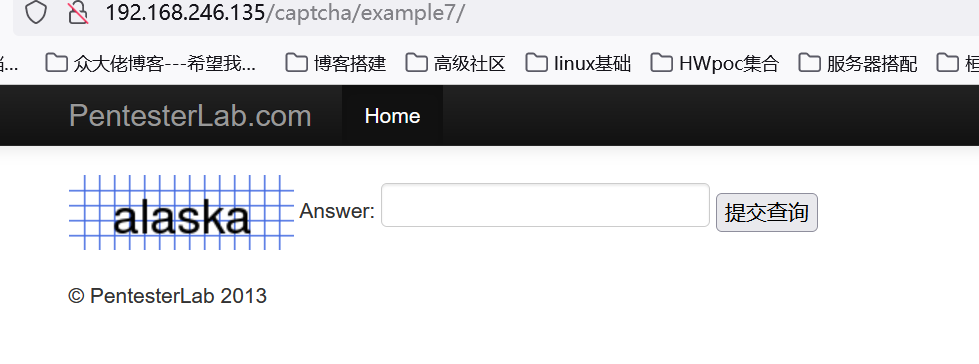 192.168.246.135/captcha/example7/
... 众大佬博客---希望我... 博客搭建 高级社区 linux基础 HWpoc集合 服务器搭配
PentesterLab.com Home
alaska Answer: 提交查询
© PentesterLab 2013